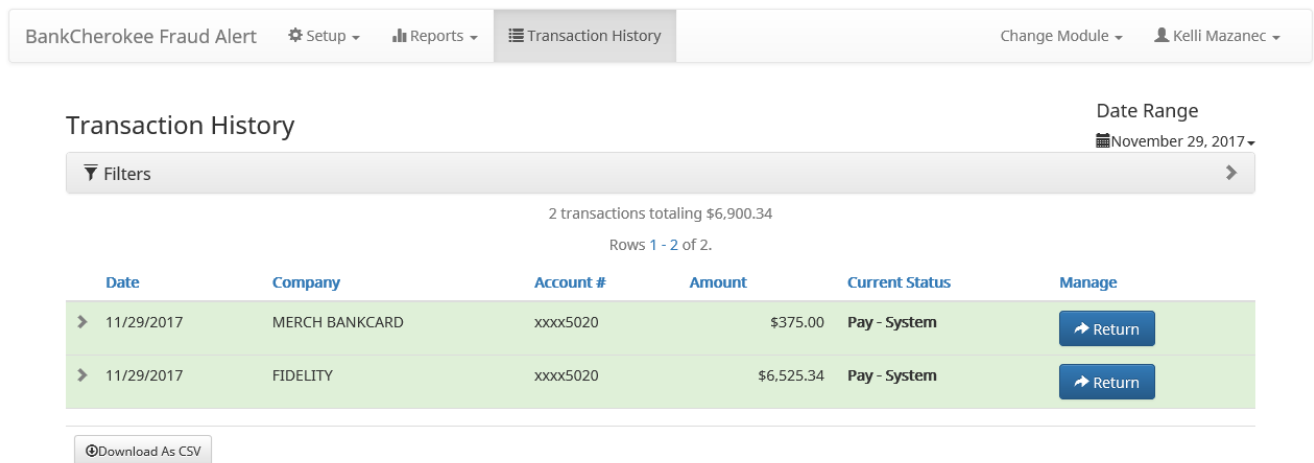 BankCherokee Fraud Alert Setup Reports Transaction History Change Module Kelli Mazanec
Transaction History
Date Range
November 29, 2017
Filters
2 transactions totaling $6,900.34
Rows 1 - 2 of 2.
Date Company Account # Amount Current Status Manage
11/29/2017 MERCH BANKCARD xxxx5020 $375.00 Pay - System Return
11/29/2017 FIDELITY xxxx5020 $6,525.34 Pay - System Return
Download As CSV